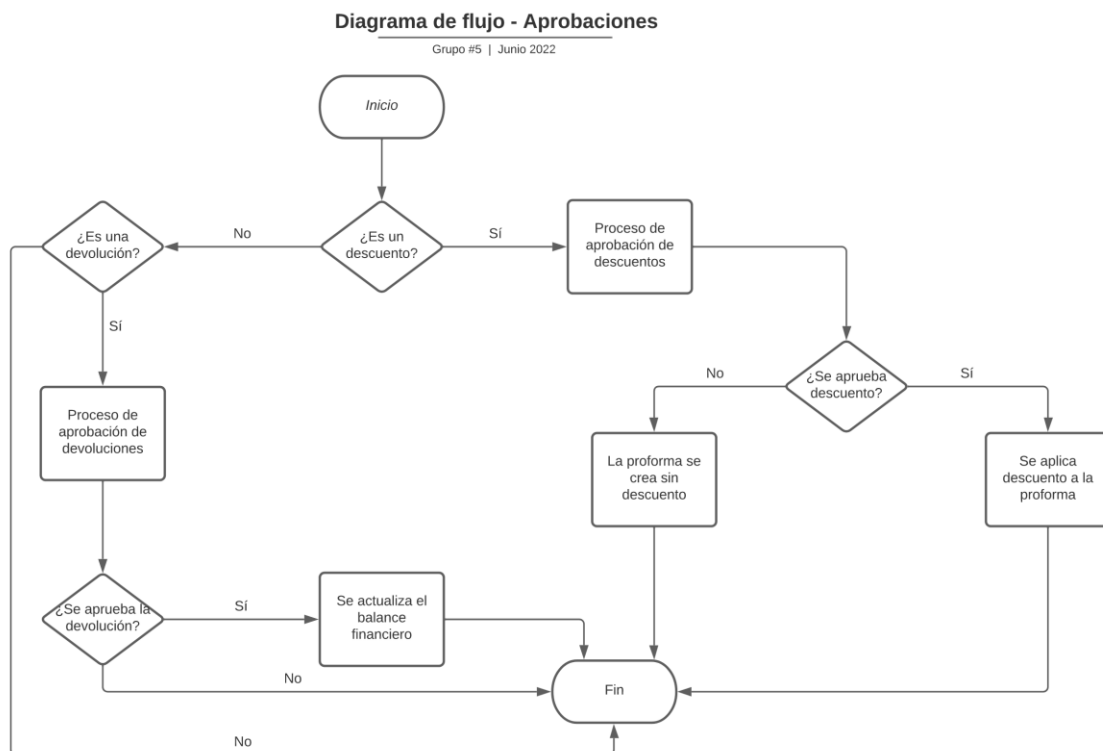 Diagrama de flujo - Aprobaciones
Grupo #5 | Junio 2022
Inicio
¿Es una
devolución?
No
¿Es un
descuento?
Sí
Proceso de
aprobación de
descuentos
Sí
No
¿Se aprueba
descuento?
Sí
Proceso de
aprobación de
devoluciones
La proforma se
crea sin
descuento
Se aplica
descuento a la
proforma
¿Se aprueba la
devolución?
Sí
Se actualiza el
balance
financiero
No
Fin
No